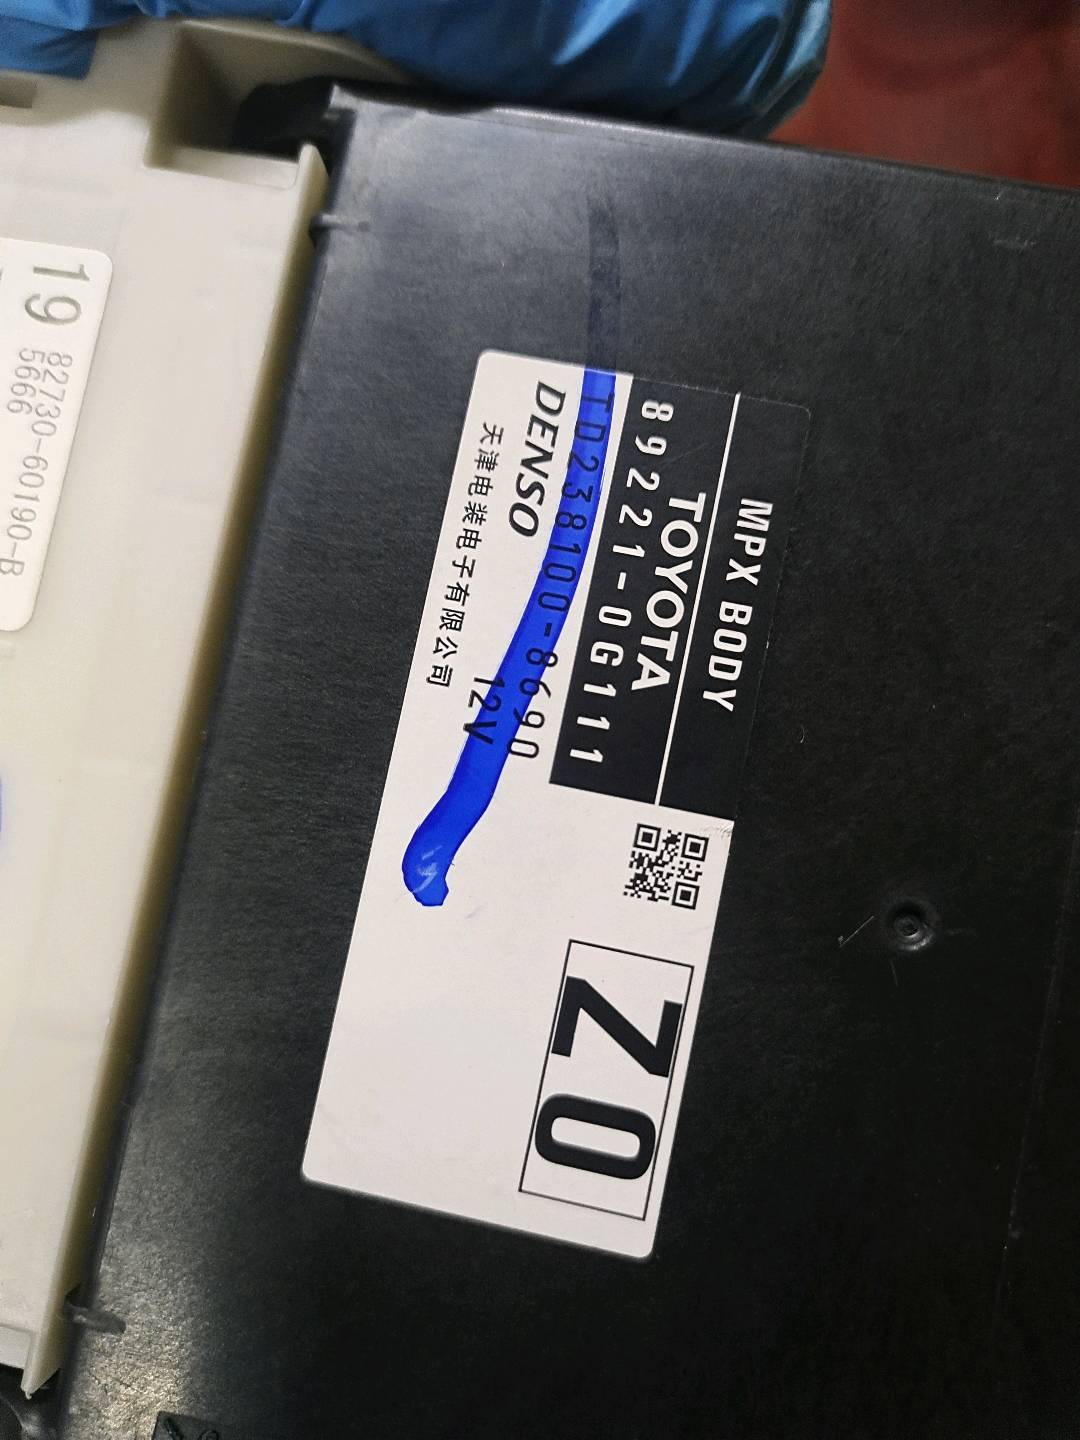 MPX BODY
TOYOTA
89221-0G111
TD238100-8690
DENSO 12V
天津电装电子有限公司
Z0
19 82730-60190-B
5666